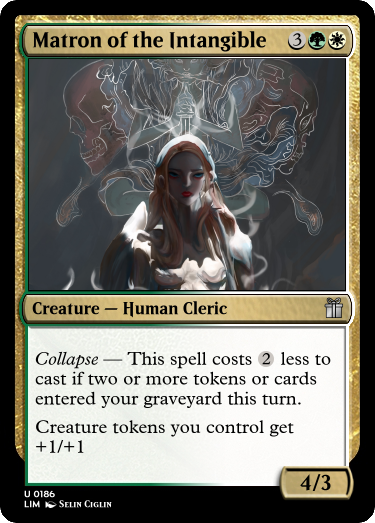 Matron of the Intangible 3
Creature — Human Cleric
Collapse — This spell costs 2 less to
cast if two or more tokens or cards
entered your graveyard this turn.
Creature tokens you control get
+1/+1
4/3
U 0186
LIM Selin Ciglin